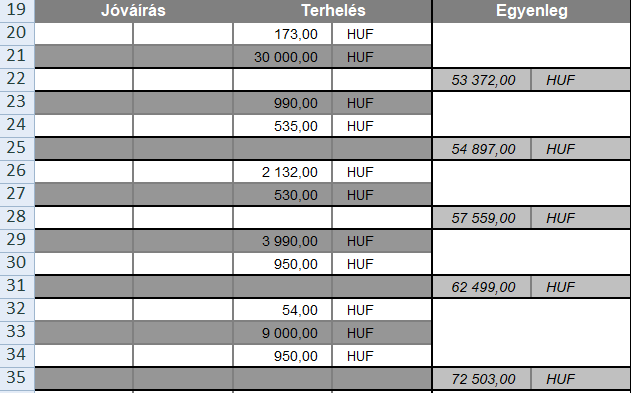 19 Jóváírás Terhelés Egyenleg
20 173,00 HUF
21 30 000,00 HUF
22 53 372,00 HUF
23 990,00 HUF
24 535,00 HUF
25 54 897,00 HUF
26 2 132,00 HUF
27 530,00 HUF
28 57 559,00 HUF
29 3 990,00 HUF
30 950,00 HUF
31 62 499,00 HUF
32 54,00 HUF
33 9 000,00 HUF
34 950,00 HUF
35 72 503,00 HUF